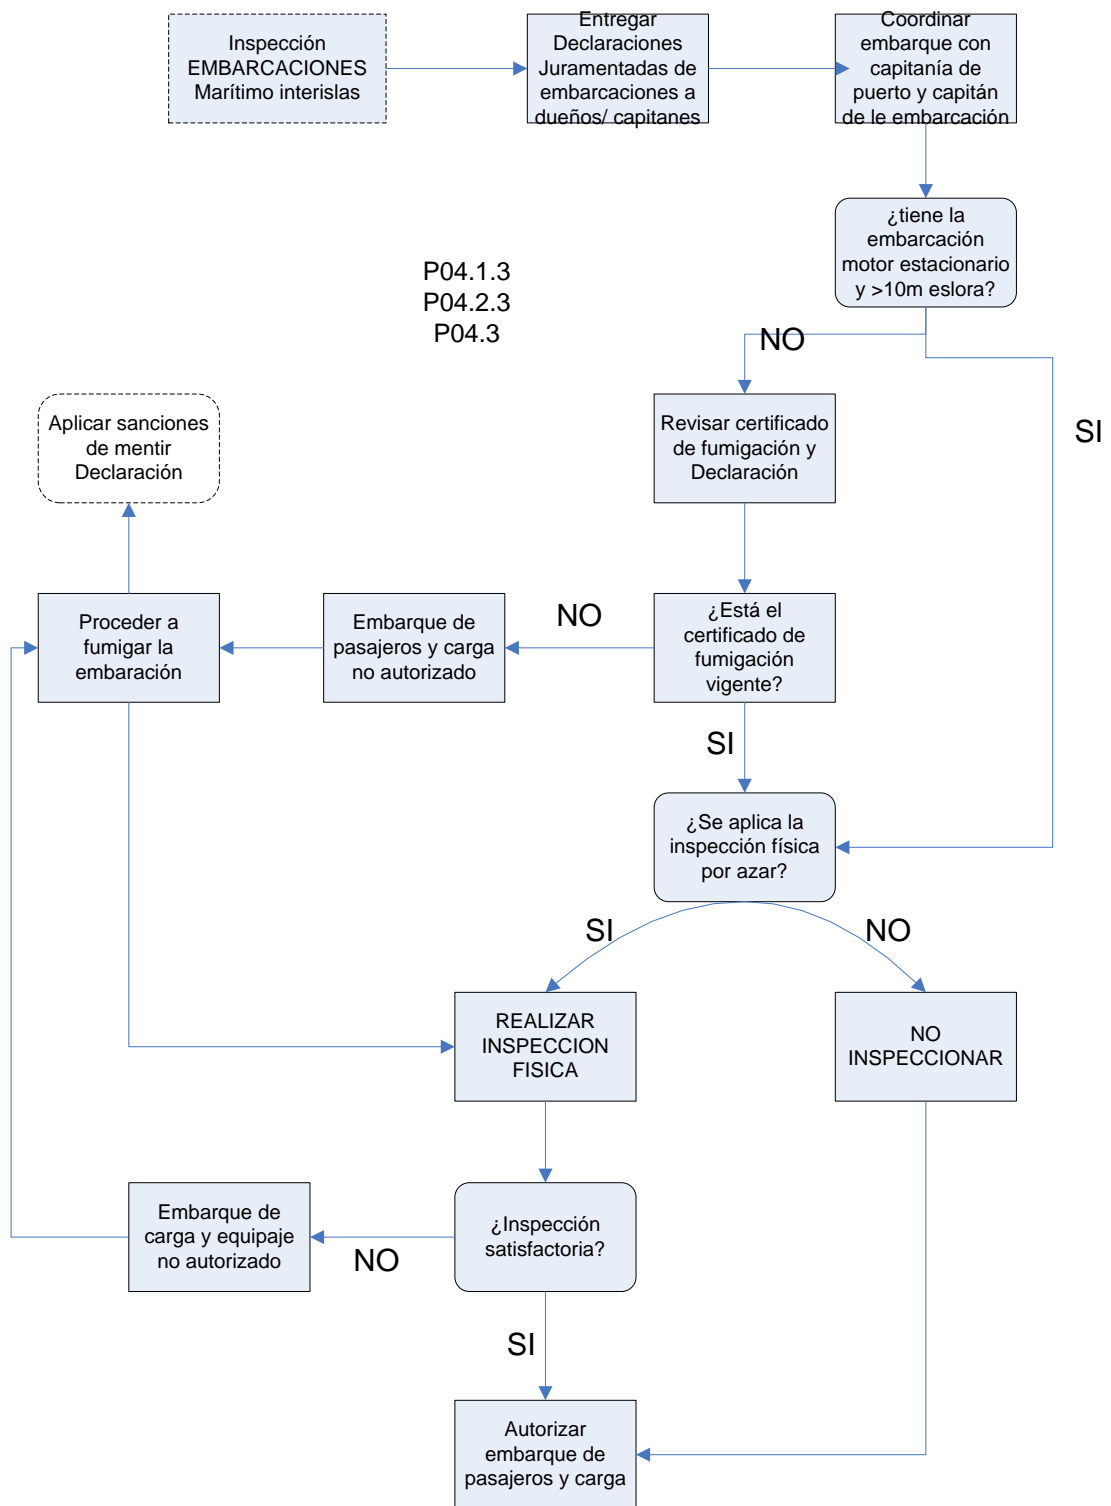 Inspección
EMBARCACIONES
Marítimo interislas
Entregar
Declaraciones
Juramentadas de
embarcaciones a
dueños/ capitanes
Coordinar
embarque con
capitanía de
puerto y capitán
de le embarcación
¿tiene la
embarcación
motor estacionario
y >10m eslora?
P04.1.3
P04.2.3
P04.3
NO
SI
Aplicar sanciones
de mentir
Declaración
Revisar certificado
de fumigación y
Declaración
Proceder a
fumigar la
embaración
Embarque de
pasajeros y carga
no autorizado
NO
¿Está el
certificado de
fumigación
vigente?
SI
¿Se aplica la
inspección física
por azar?
SI
NO
REALIZAR
INSPECCION
FISICA
NO
INSPECCIONAR
Embarque de
carga y equipaje
no autorizado
NO
¿Inspección
satisfactoria?
SI
Autorizar
embarque de
pasajeros y carga